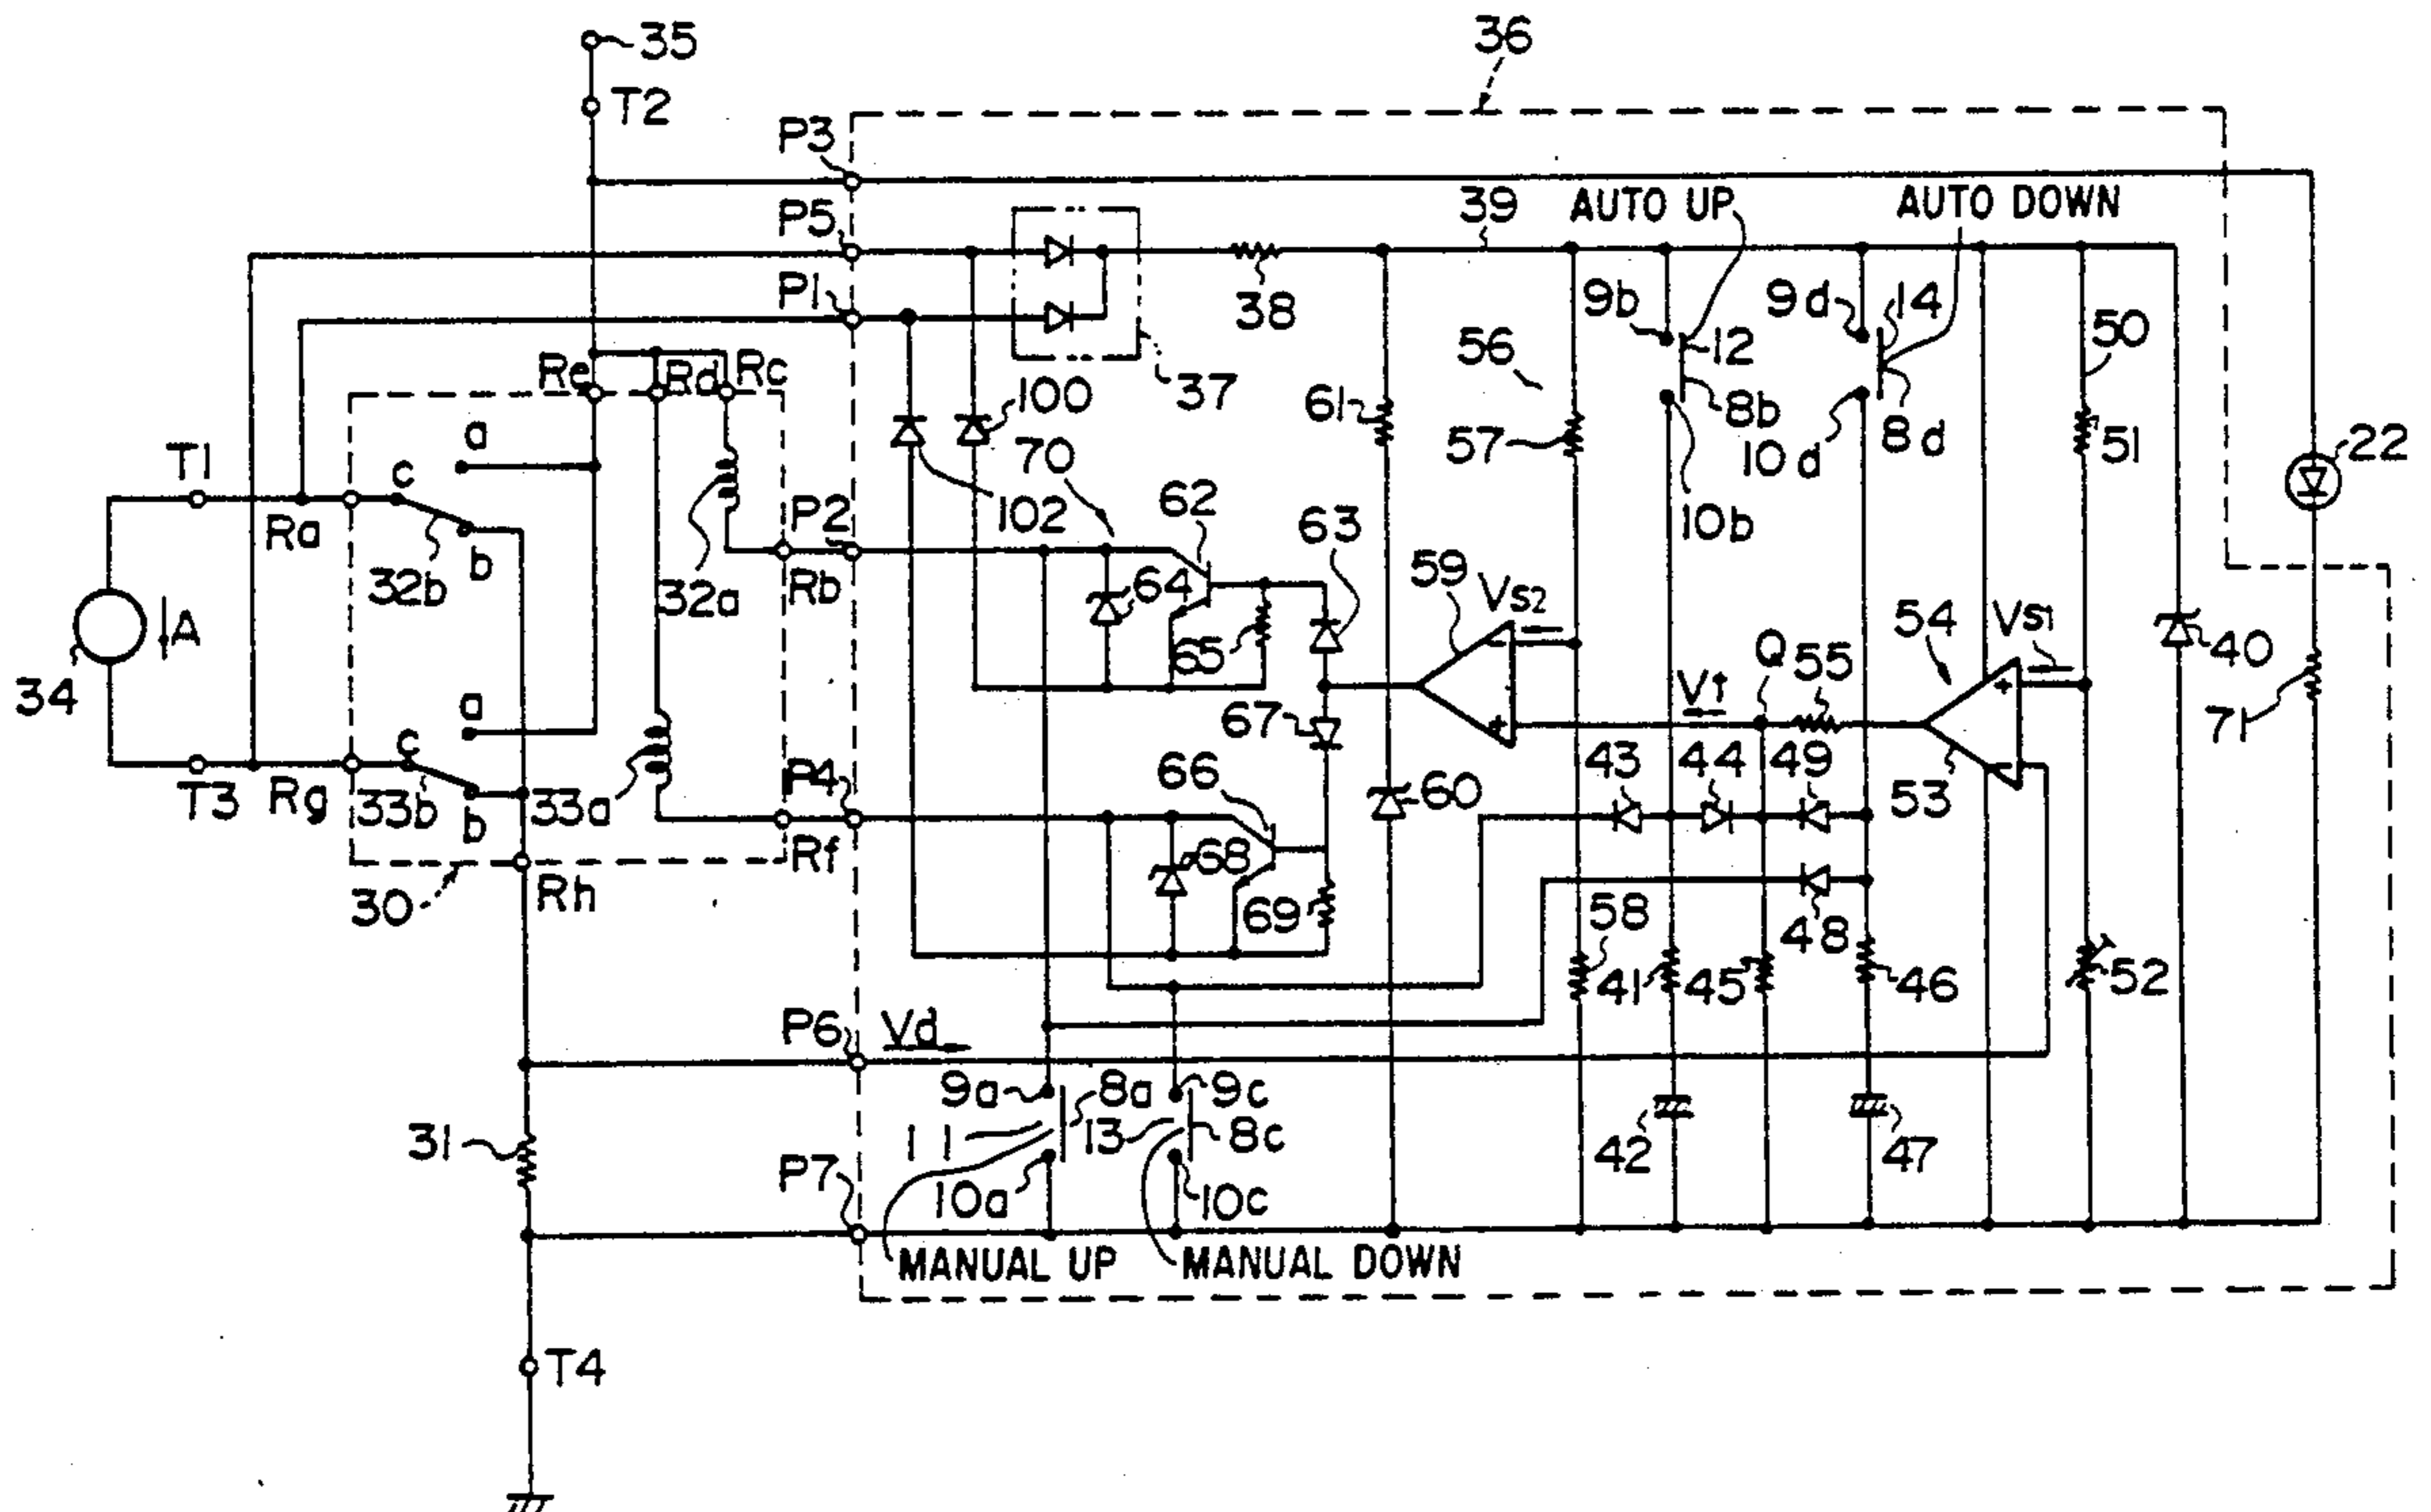 35
36
T2
P3
P5
39
AUTO UP
AUTO DOWN
P1
38
9b
9d
14
50
12
56
Re
Rd
Rc
37
100
61
8b
8d
a
57
10d
51
22
T1
c
70
62
102
63
10b
Ra
P2
32b
b
32a
Rb
64
59
Vs2
54
Vs1
A
65
Q
55
40
34
a
67
Vt
71
c
66
43
44
49
53
T3
Rg
33b
b
33a
P4
60
Rf
68
30
Rh
69
58
48
41
45
46
52
P6
Vd
9a
8a
9c
31
11
13
8c
42
47
P7
10a
10c
MANUAL UP
MANUAL DOWN
T4